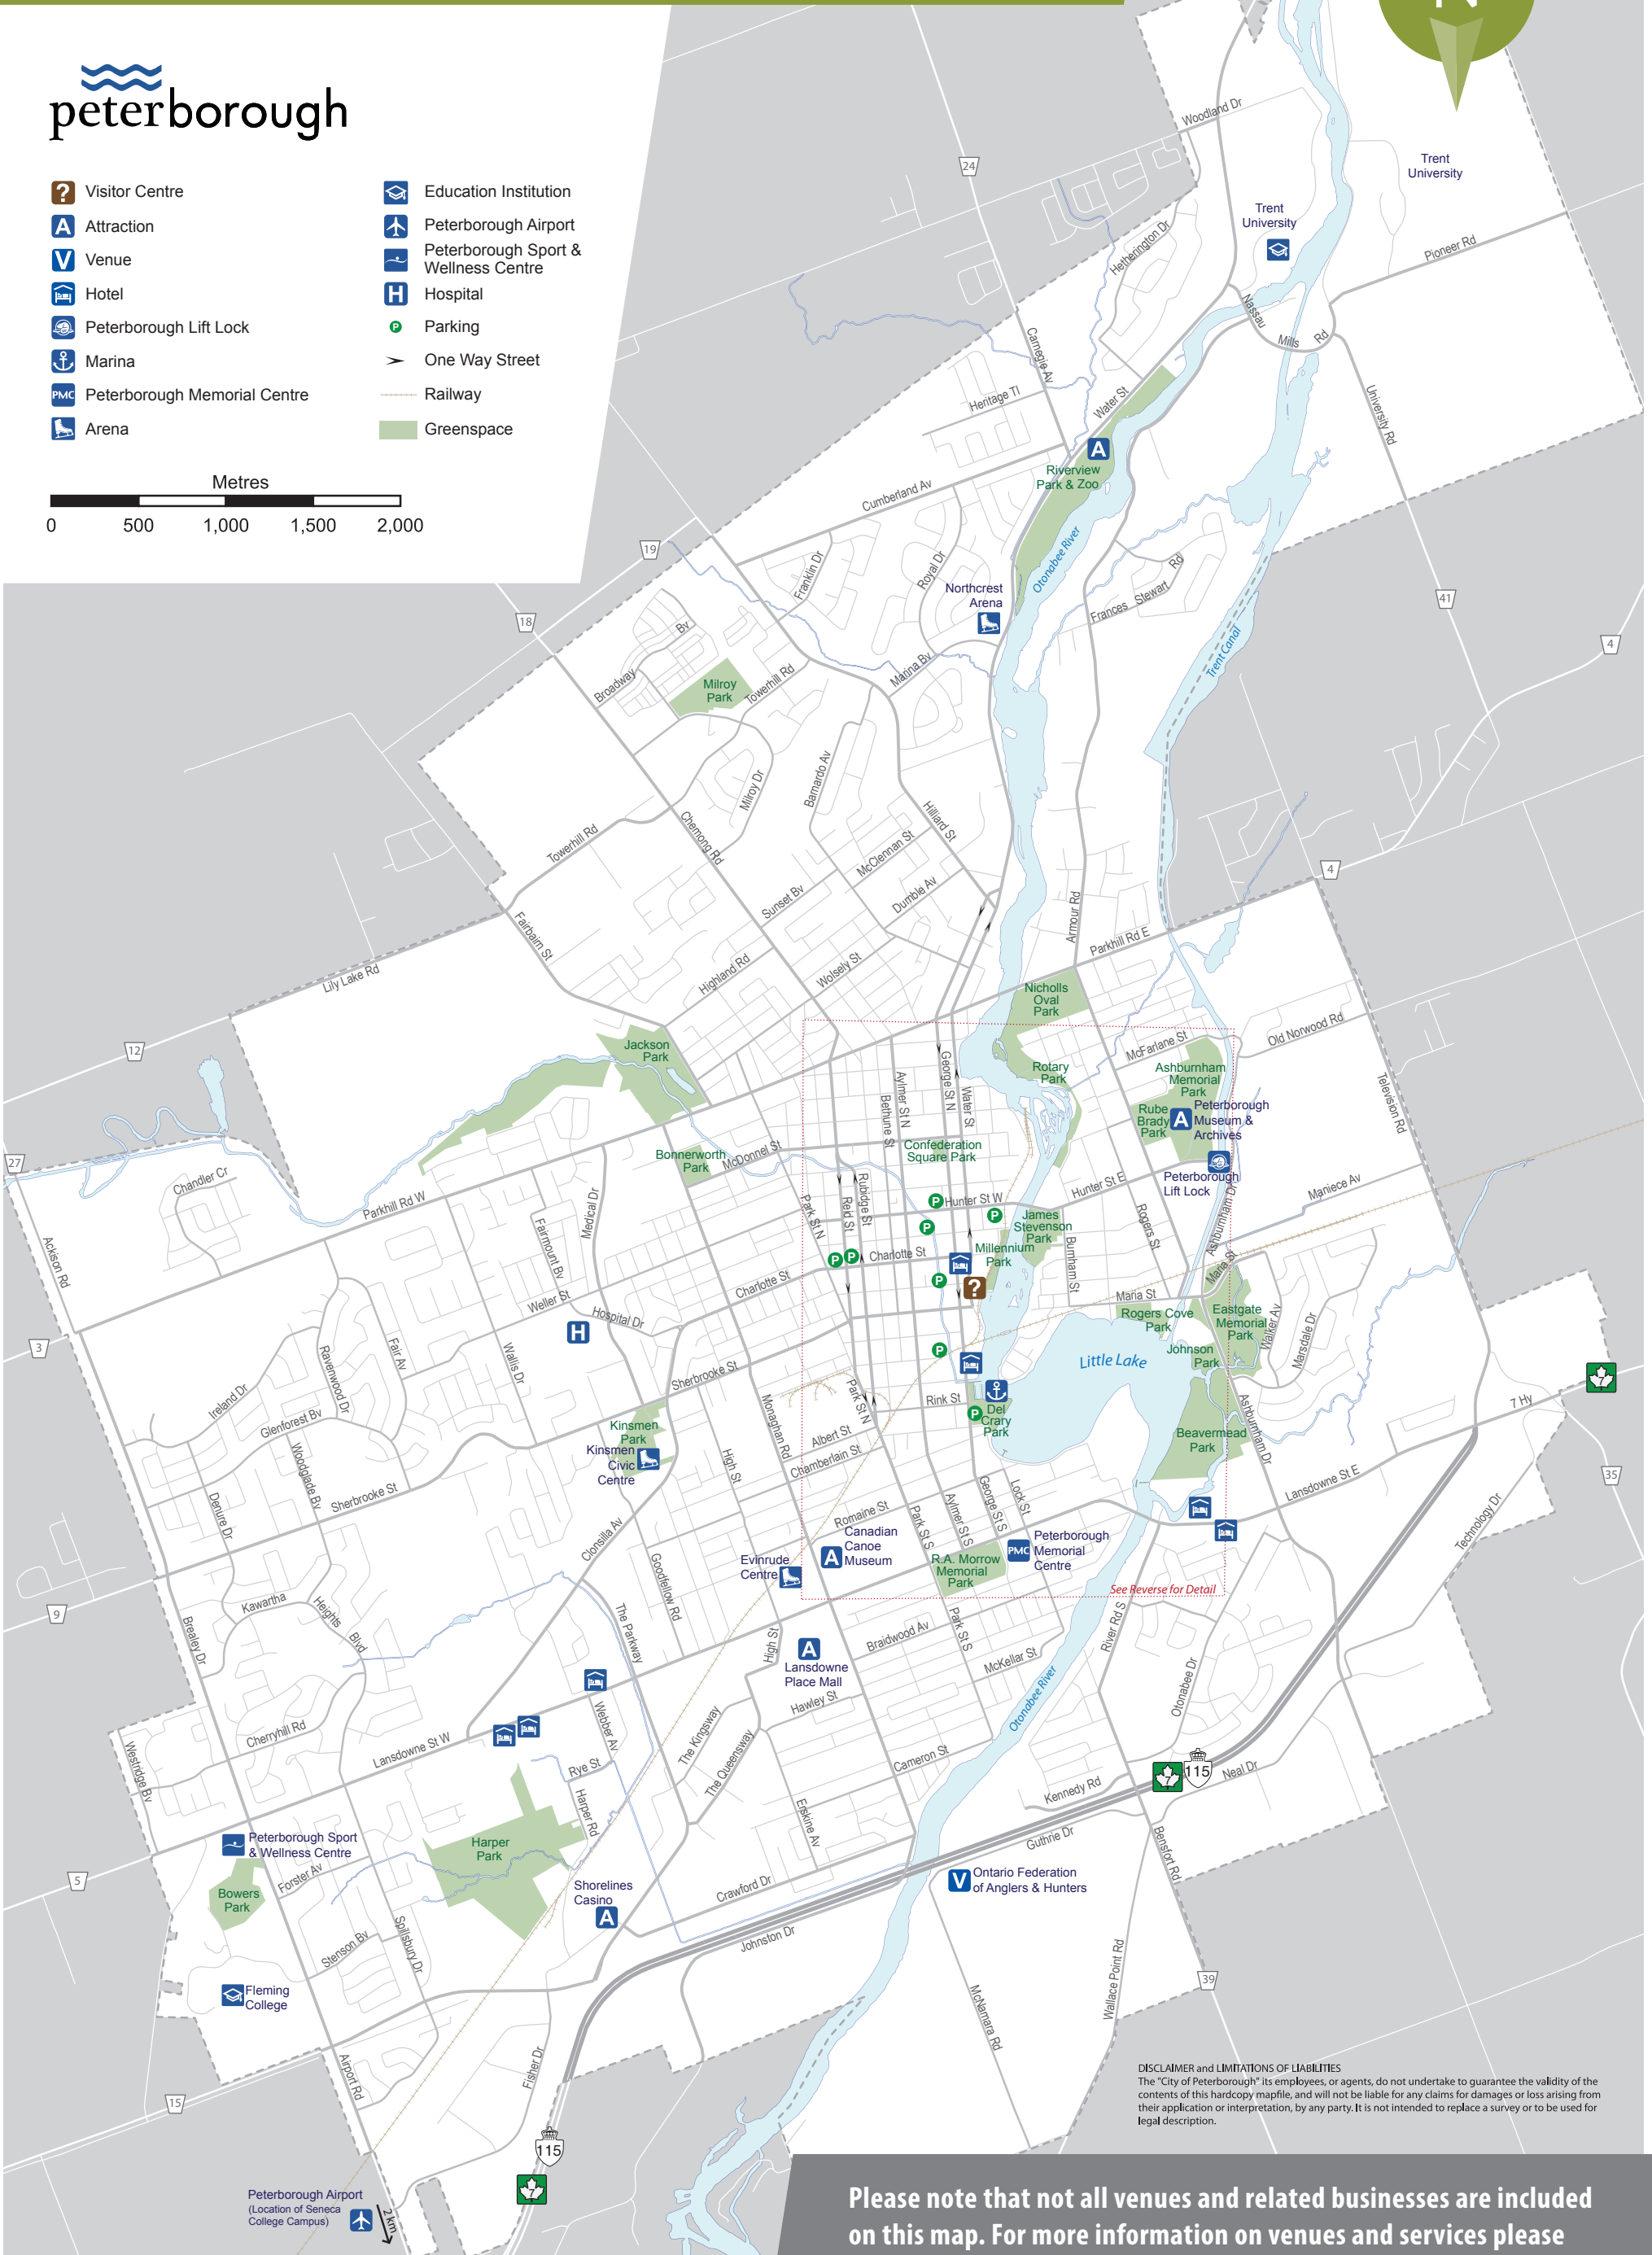 N
peterborough
Visitor Centre
Attraction
Venue
Hotel
Peterborough Lift Lock
Marina
PMC Peterborough Memorial Centre
Arena
Education Institution
Peterborough Airport
Peterborough Sport &
Wellness Centre
H Hospital
P Parking
One Way Street
Railway
Greenspace
Metres
0 500 1,000 1,500 2,000
Woodland Dr
24
Trent
University
Trent
University
Hetherington Dr
Pioneer Rd
Nassau
Mills
Rd
Carnegie Av
Water St
Heritage Tl
University Rd
A
Riverview
Park & Zoo
Cumberland Av
19
Otonabee River
Franklin Dr
Royal Dr
Northcrest
Arena
Frances Stewart Rd
41
18
4
Trent Canal
Broadway
Bv
Milroy
Park
Towerhill Rd
Marina Bv
Milroy Dr
Barnardo Av
Chemong Rd
Hilliard St
Towerhill Rd
McClennan St
Sunset Bv
Dumble Av
4
Armour Rd
Parkhill Rd E
Fairbairn St
Lily Lake Rd
Highland Rd
Wolsely St
Nicholls
Oval
Park
12
Jackson
Park
McFarlane St
Old Norwood Rd
Rotary
Park
Ashburnham
Memorial
Park
Television Rd
George St N
Water St
Aylmer St N
Bethune St
Rube
Brady
Park
A
Peterborough
Museum &
Archives
Confederation
Square Park
27
Bonnerworth
Park
McDonnel St
Peterborough
Lift Lock
Chandler Cr
Parkhill Rd W
Medical Dr
Fairmount Bv
Park St N
Reid St
Rubidge St
Hunter St W
Hunter St E
Maniece Av
Ashburnham Dr
Rogers St
James
Stevenson
Park
Millennium
Park
Burnham St
Ackison Rd
Charlotte St
Charlotte St
?
Maria St
Maria St
Weller St
Hospital Dr
H
Rogers Cove
Park
Eastgate
Memorial
Park
Walker Av
Marsdale Dr
3
Fair Av
Ravenwood Dr
Wallis Dr
Little Lake
Johnson
Park
7
Sherbrooke St
Ireland Dr
Glenforest Bv
Monaghan Rd
Park St N
Rink St
Del
Crary
Park
7 Hy
Ashburnham Dr
Beavermead
Park
Kinsmen
Park
Kinsmen
Civic
Centre
Albert St
Chamberlain St
High St
Woodglade Bv
Denure Dr
Sherbrooke St
35
Lansdowne St E
Technology Dr
Lock St
George St S
Aylmer St S
Park St S
Romaine St
Clonsilla Av
Canadian
Canoe
Museum
A
Evinrude
Centre
PMC
Peterborough
Memorial
Centre
R.A. Morrow
Memorial
Park
Goodfellow Rd
See Reverse for Detail
9
Kawartha
Heights
Blvd
Brealey Dr
The Parkway
High St
A
Lansdowne
Place Mall
Braidwood Av
Park St S
McKellar St
River Rd S
Otonabee River
Otonabee Dr
Hawley St
Webber Av
Cherryhill Rd
Lansdowne St W
Westridge Bv
The Kingsway
The Queensway
Cameron St
Rye St
Harper Rd
Erskine Av
Kennedy Rd
7
115
Neal Dr
Guthrie Dr
Bensfort Rd
Peterborough Sport
& Wellness Centre
Harper
Park
Forster Av
Bowers
Park
5
Crawford Dr
Shorelines
Casino
A
V
Ontario Federation
of Anglers & Hunters
Johnston Dr
Stenson Bv
Spillsbury Dr
Fleming
College
McNamara Rd
Wallace Point Rd
39
Airport Rd
Fisher Dr
15
115
7
Peterborough Airport
(Location of Seneca
College Campus)
2 km
DISCLAIMER and LIMITATIONS OF LIABILITIES
The "City of Peterborough" its employees, or agents, do not undertake to guarantee the validity of the
contents of this hardcopy mapfile, and will not be liable for any claims for damages or loss arising from
their application or interpretation, by any party. It is not intended to replace a survey or to be used for
legal description.
Please note that not all venues and related businesses are included
on this map. For more information on venues and services please